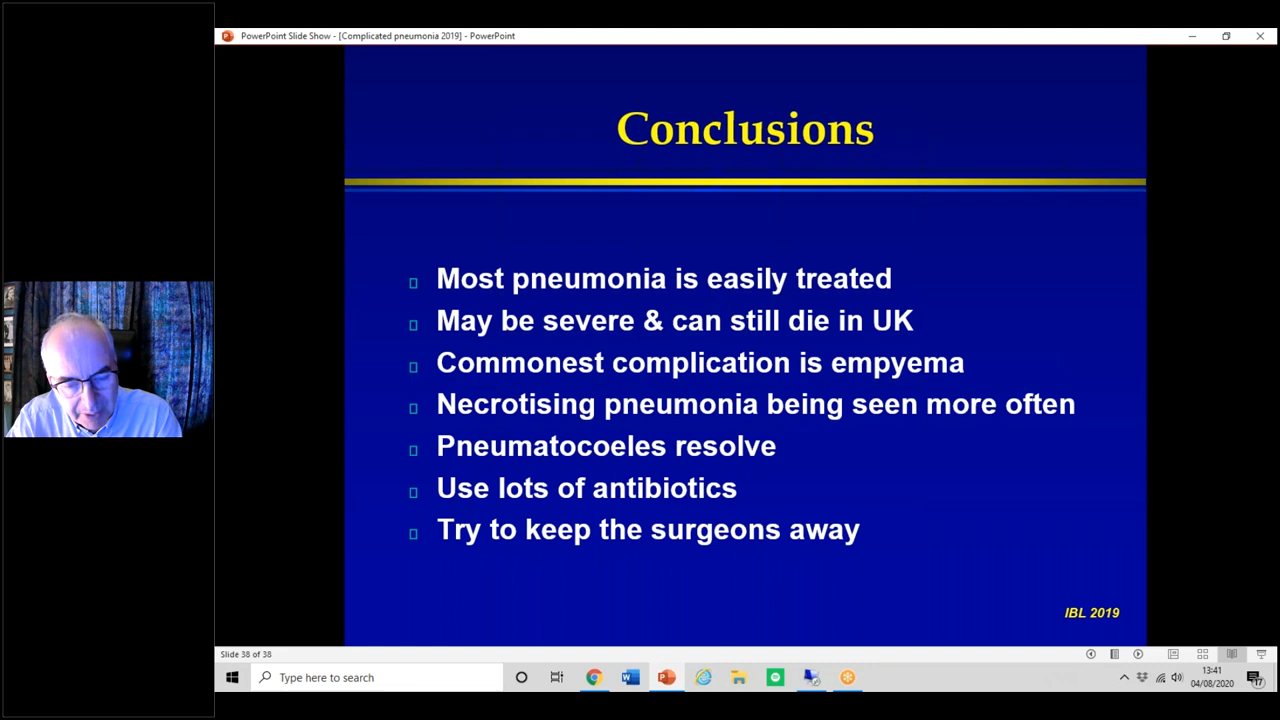 PowerPoint Slide Show - [Complicated pneumonia 2019] - PowerPoint
Conclusions
Most pneumonia is easily treated
May be severe & can still die in UK
Commonest complication is empyema
Necrotising pneumonia being seen more often
Pneumatocoeles resolve
Use lots of antibiotics
Try to keep the surgeons away
IBL 2019
Slide 38 of 38
Type here to search
13:41
04/08/2020
17